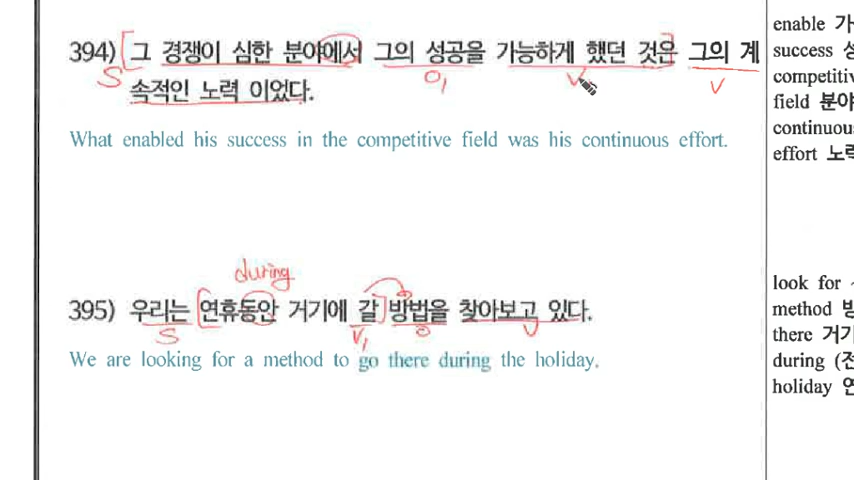 394) 그 경쟁이 심한 분야에서 그의 성공을 가능하게 했던 것은 그의 계
S O₁ V V
속적인 노력 이었다.
What enabled his success in the competitive field was his continuous effort.
during
395) 우리는 연휴동안 거기에 갈 방법을 찾아보고 있다.
S V₁ O V
We are looking for a method to go there during the holiday.
enable 가
success 성
competitiv
field 분야
continuous
effort 노력
look for
method 방
there 거기
during (전
holiday 연